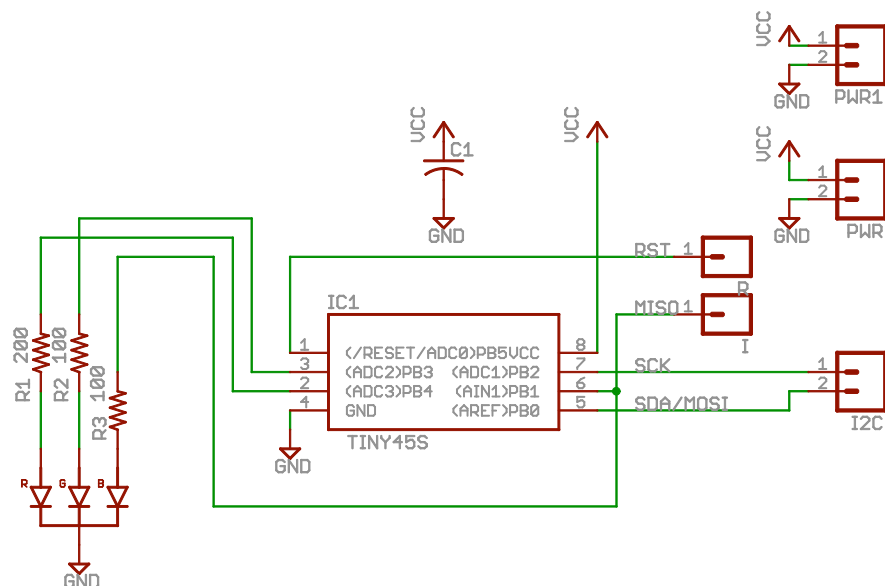 VCC
1
2
GND
PWR1
VCC
C1
GND
VCC
VCC
1
2
GND
PWR
RST 1
R
MISO 1
I
IC1
1 (/RESET/ADC0)PB5VCC 8
3 (ADC2)PB3 (ADC1)PB2 7
2 (ADC3)PB4 (AIN1)PB1 6
4 GND (AREF)PB0 5
TINY45S
GND
SCK 1
2
SDA/MOSI
I2C
R1 200
R2 100
R3 100
R G B
GND